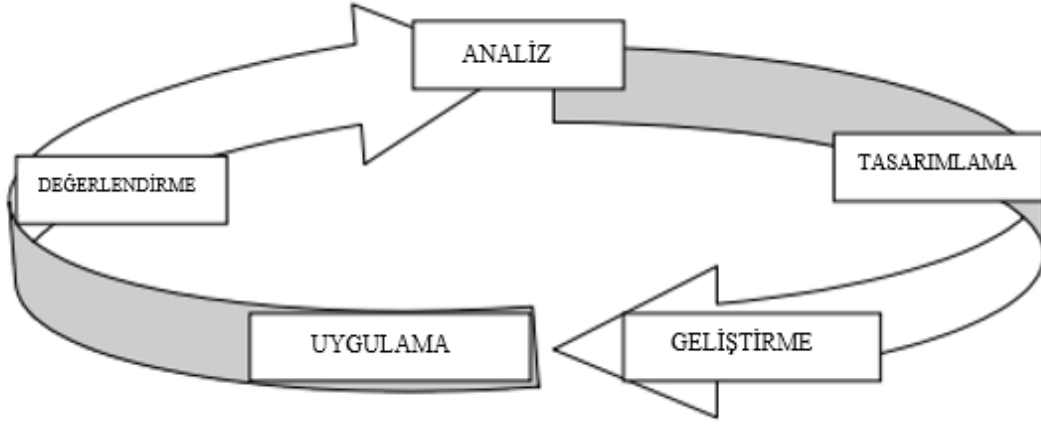 ANALİZ
TASARIMLAMA
GELİŞTİRME
UYGULAMA
DEĞERLENDİRME